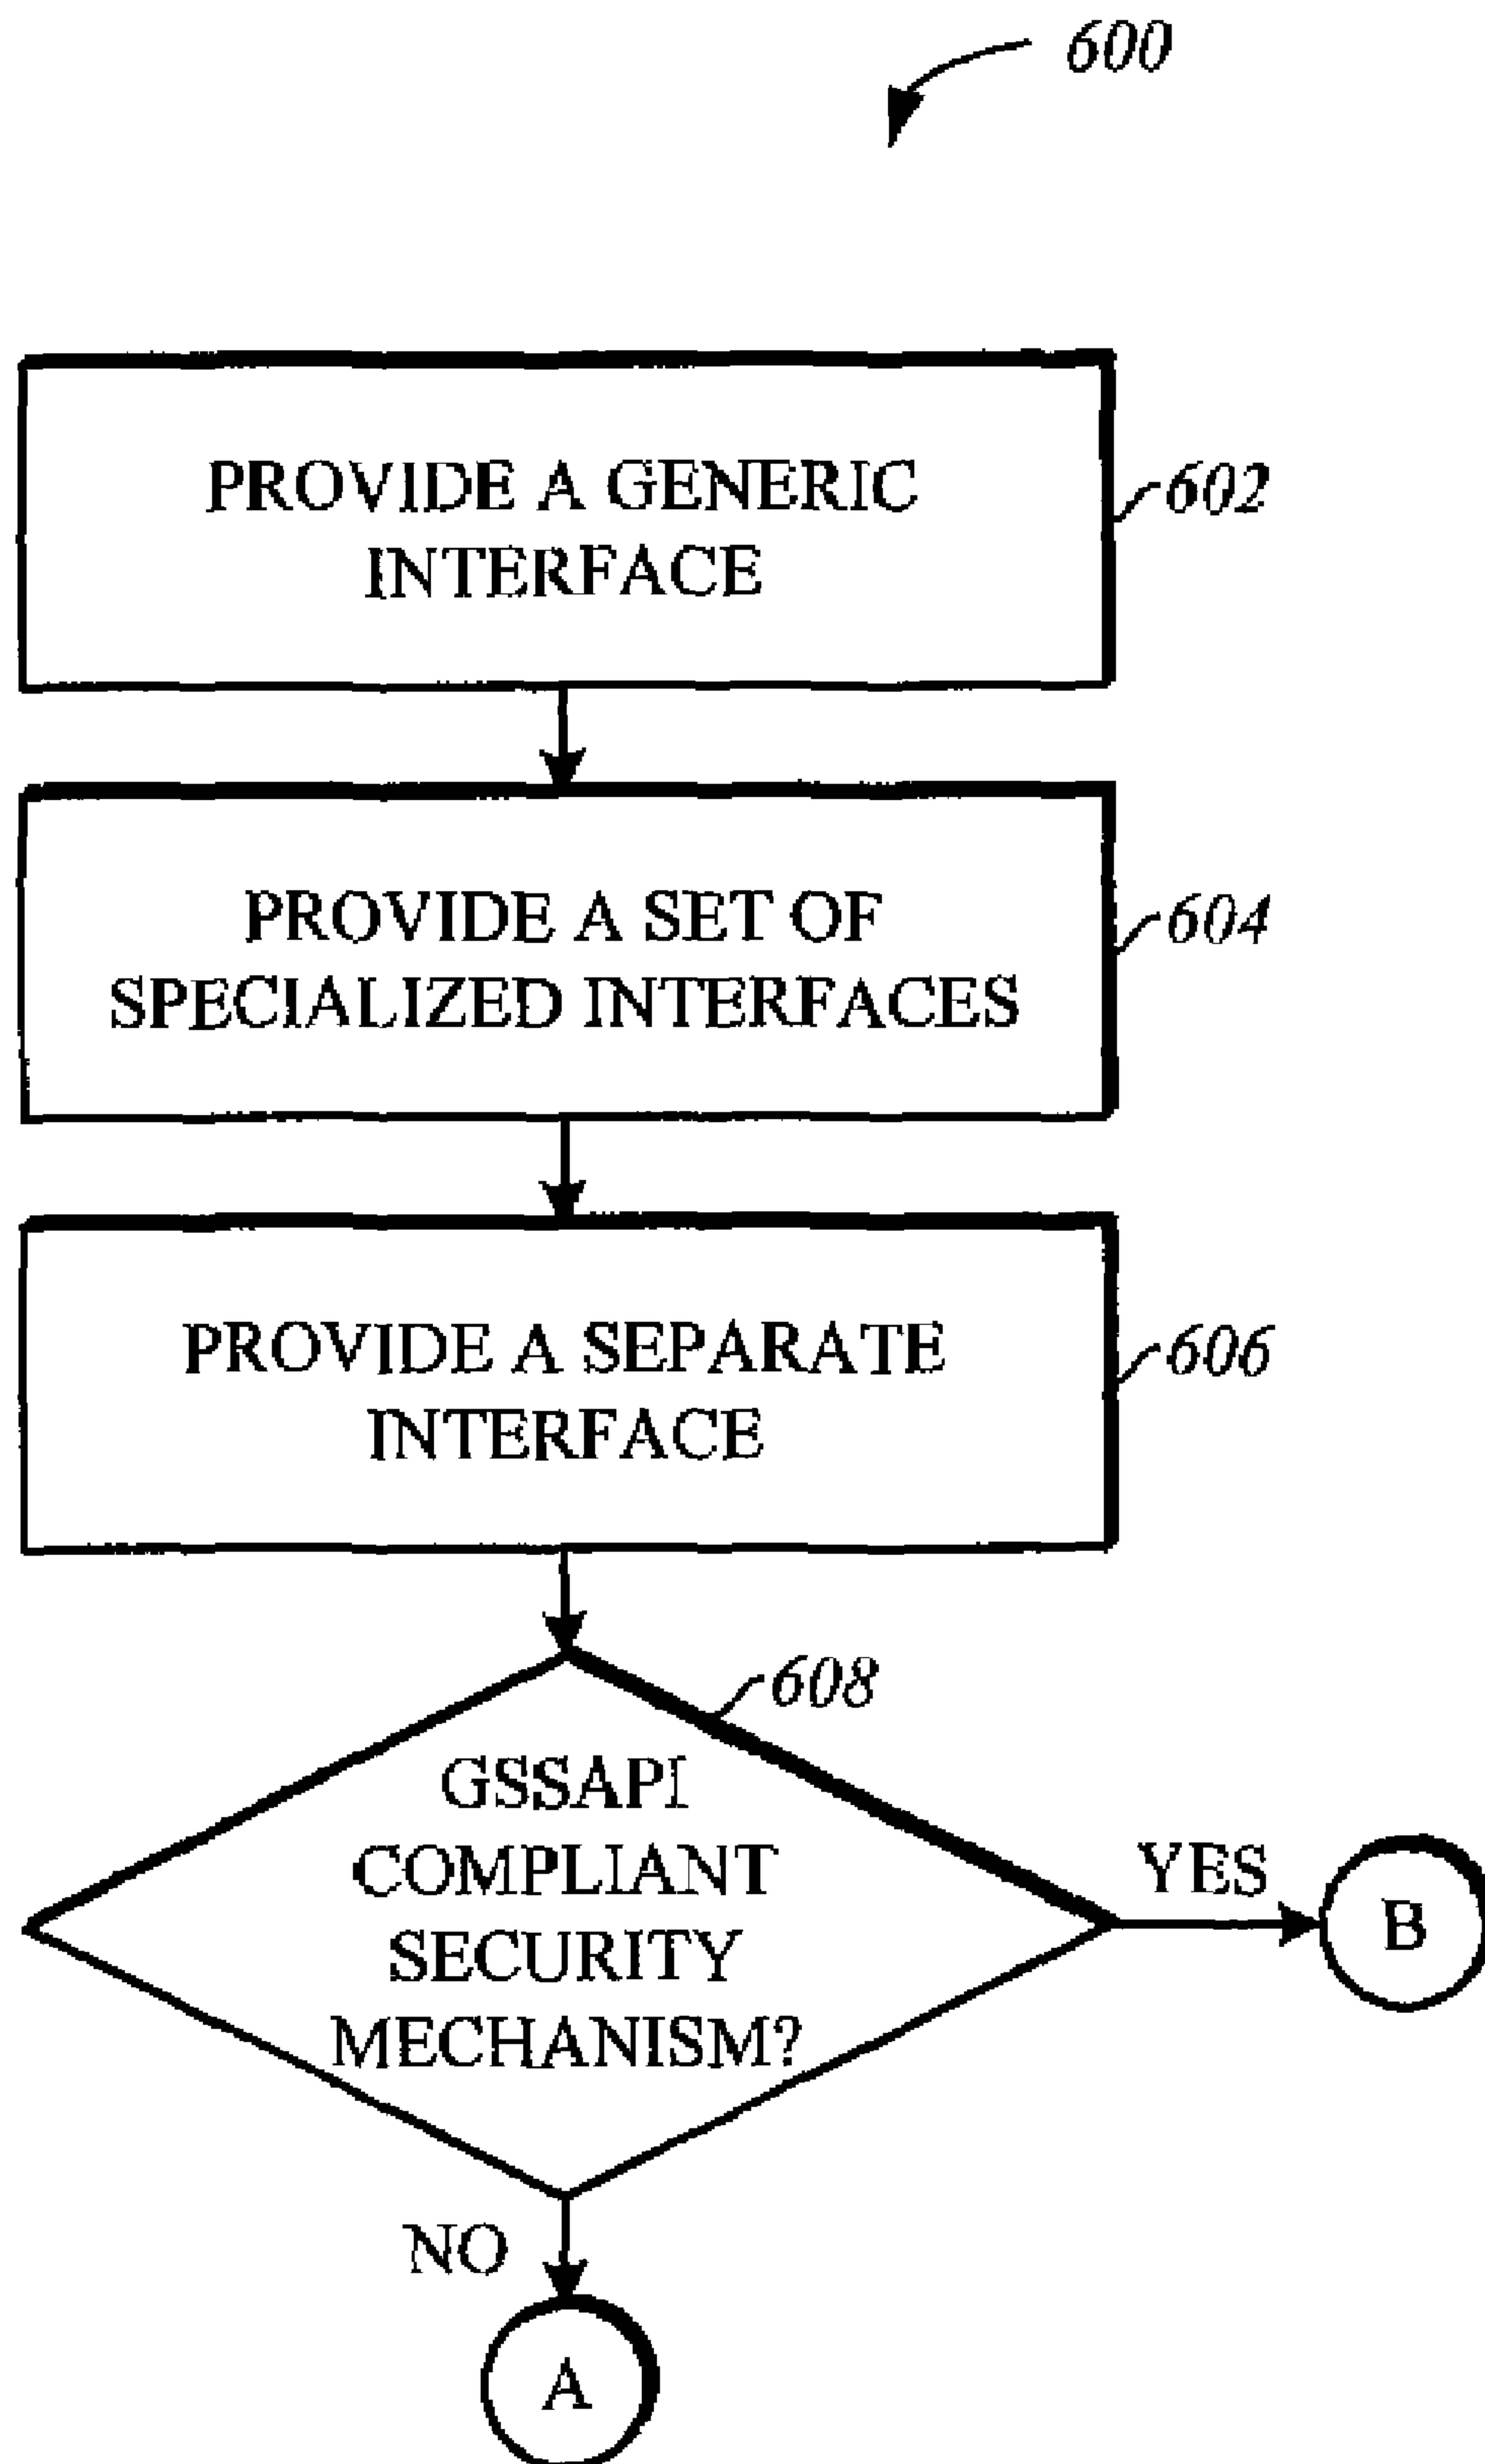 600
PROVIDE A GENERIC
INTERFACE
602
PROVIDE A SET OF
SPECIALIZED INTERFACES
604
PROVIDE A SEPARATE
INTERFACE
606
608
GSSAPI
COMPLIANT
SECURITY
MECHANISM?
YES
B
NO
A